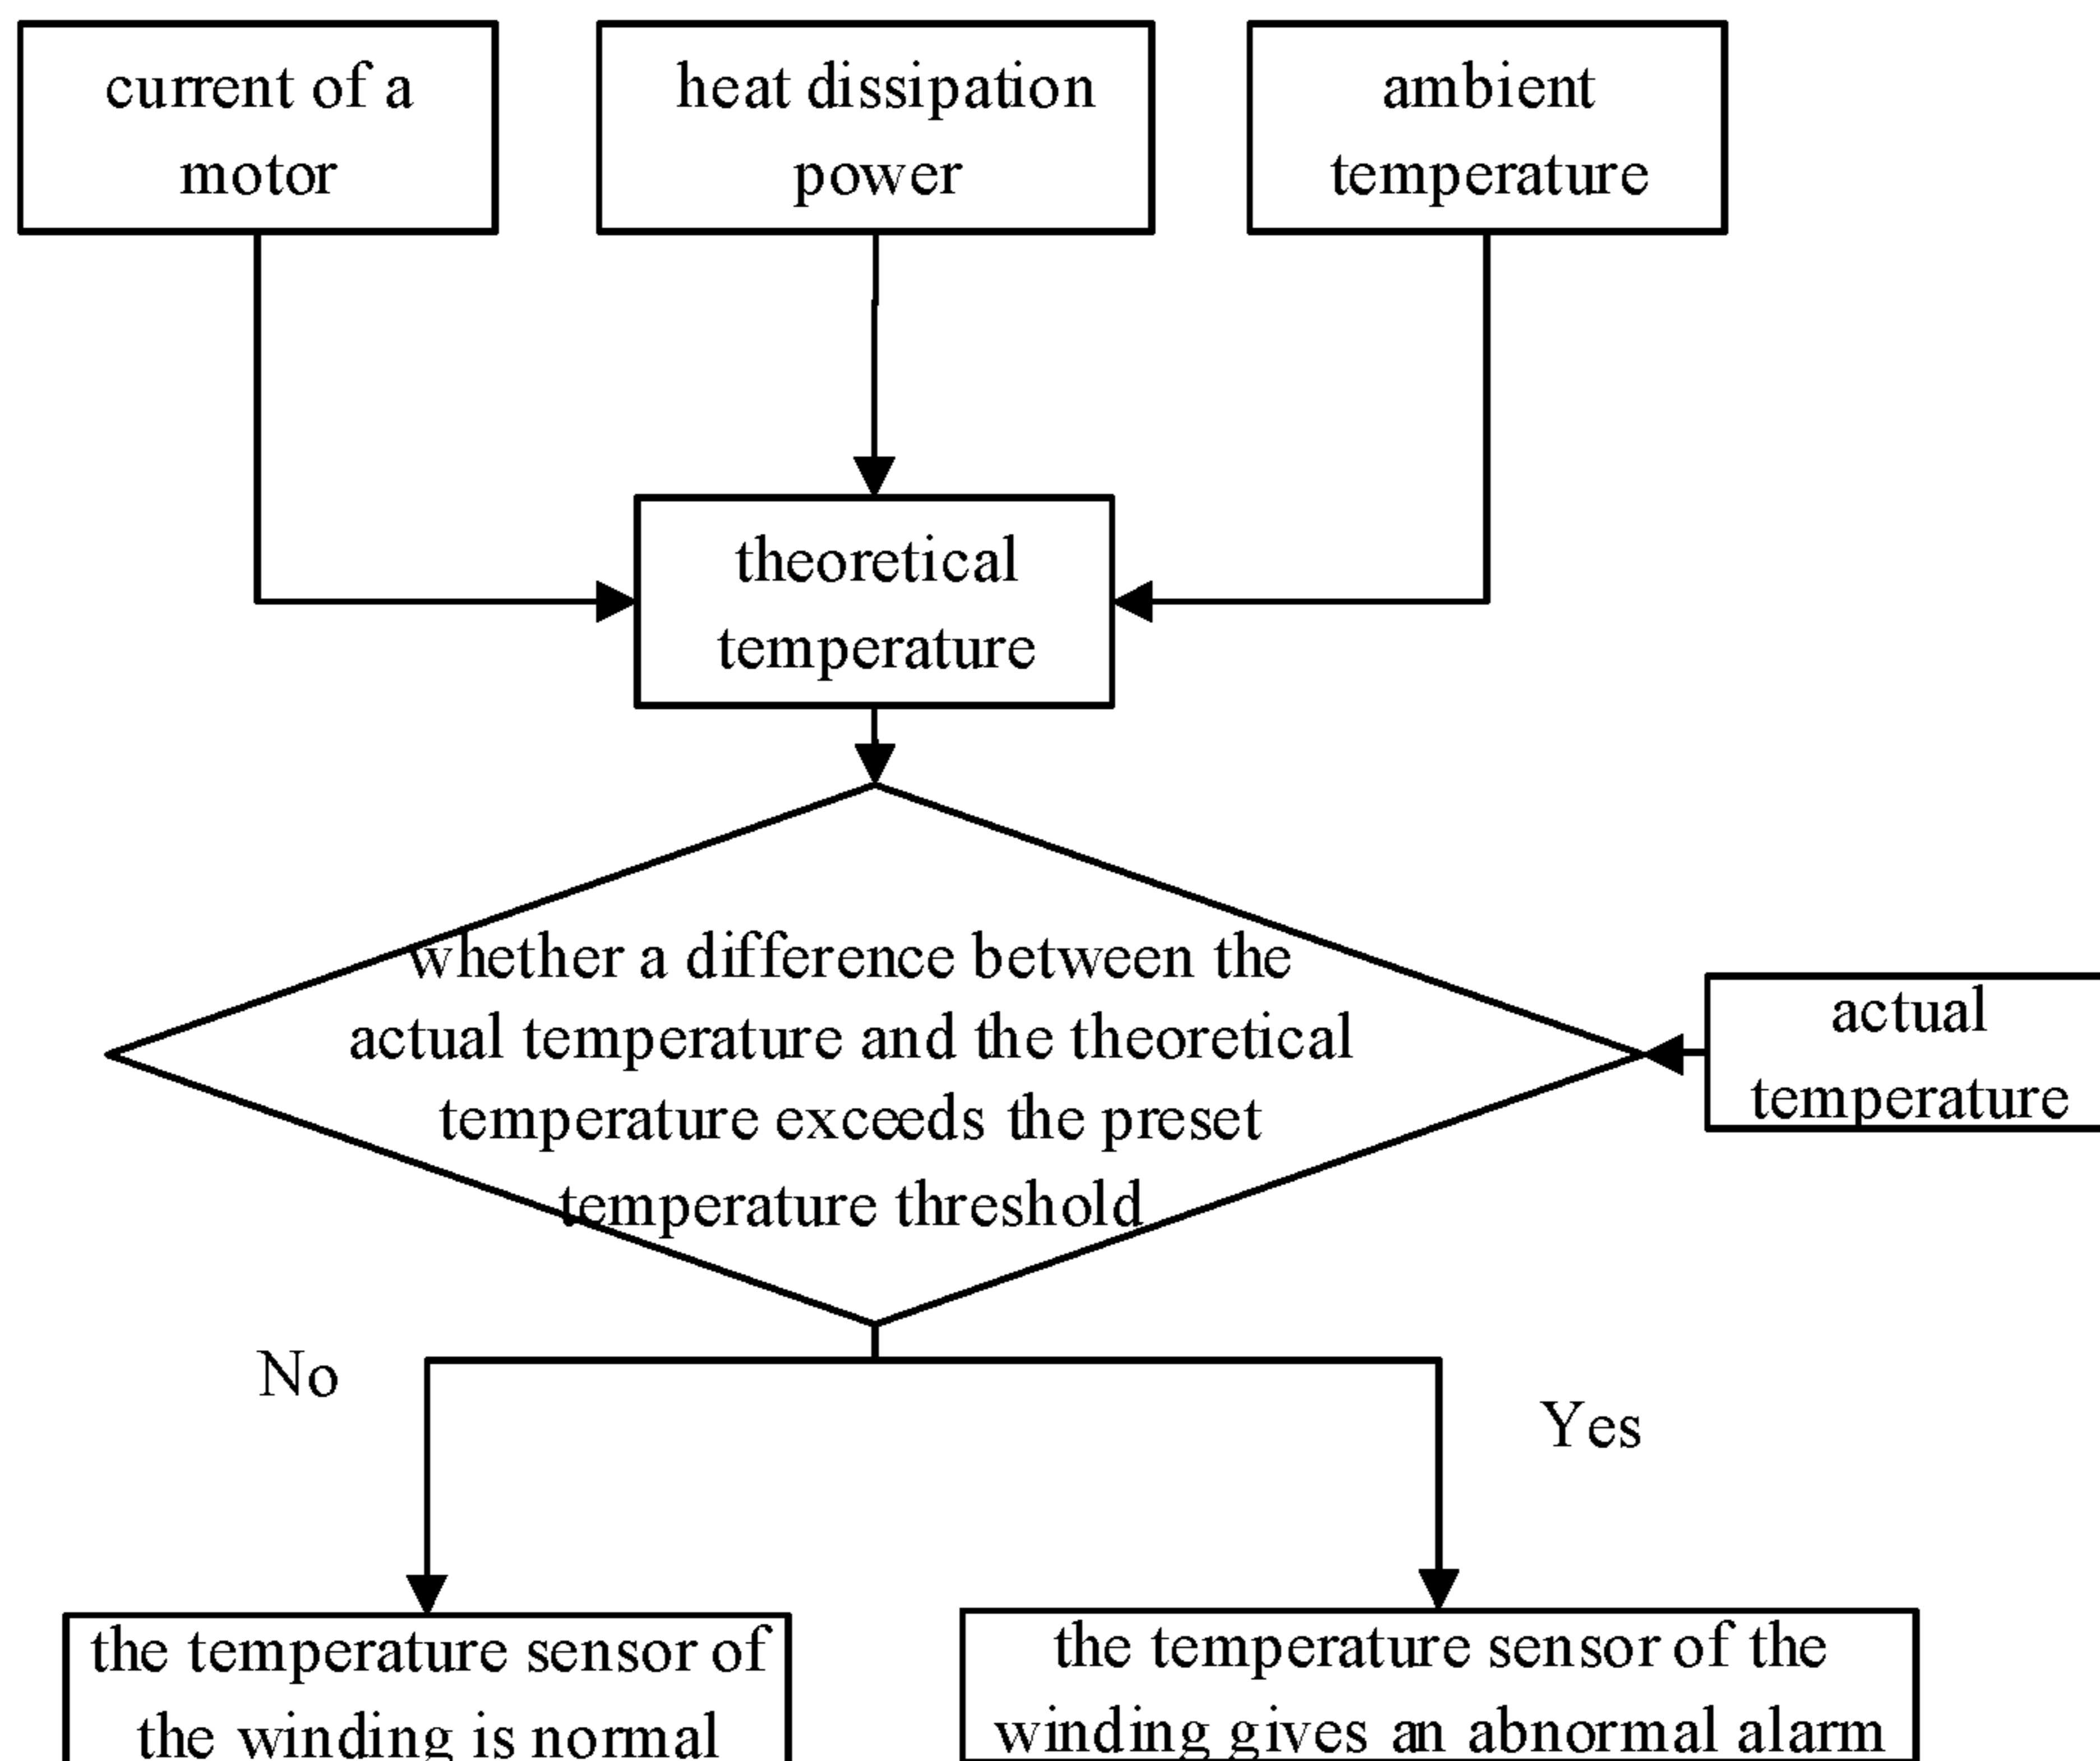 current of a
motor
heat dissipation
power
ambient
temperature
theoretical
temperature
whether a difference between the
actual temperature and the theoretical
temperature exceeds the preset
temperature threshold
actual
temperature
No
Yes
the temperature sensor of
the winding is normal
the temperature sensor of the
winding gives an abnormal alarm